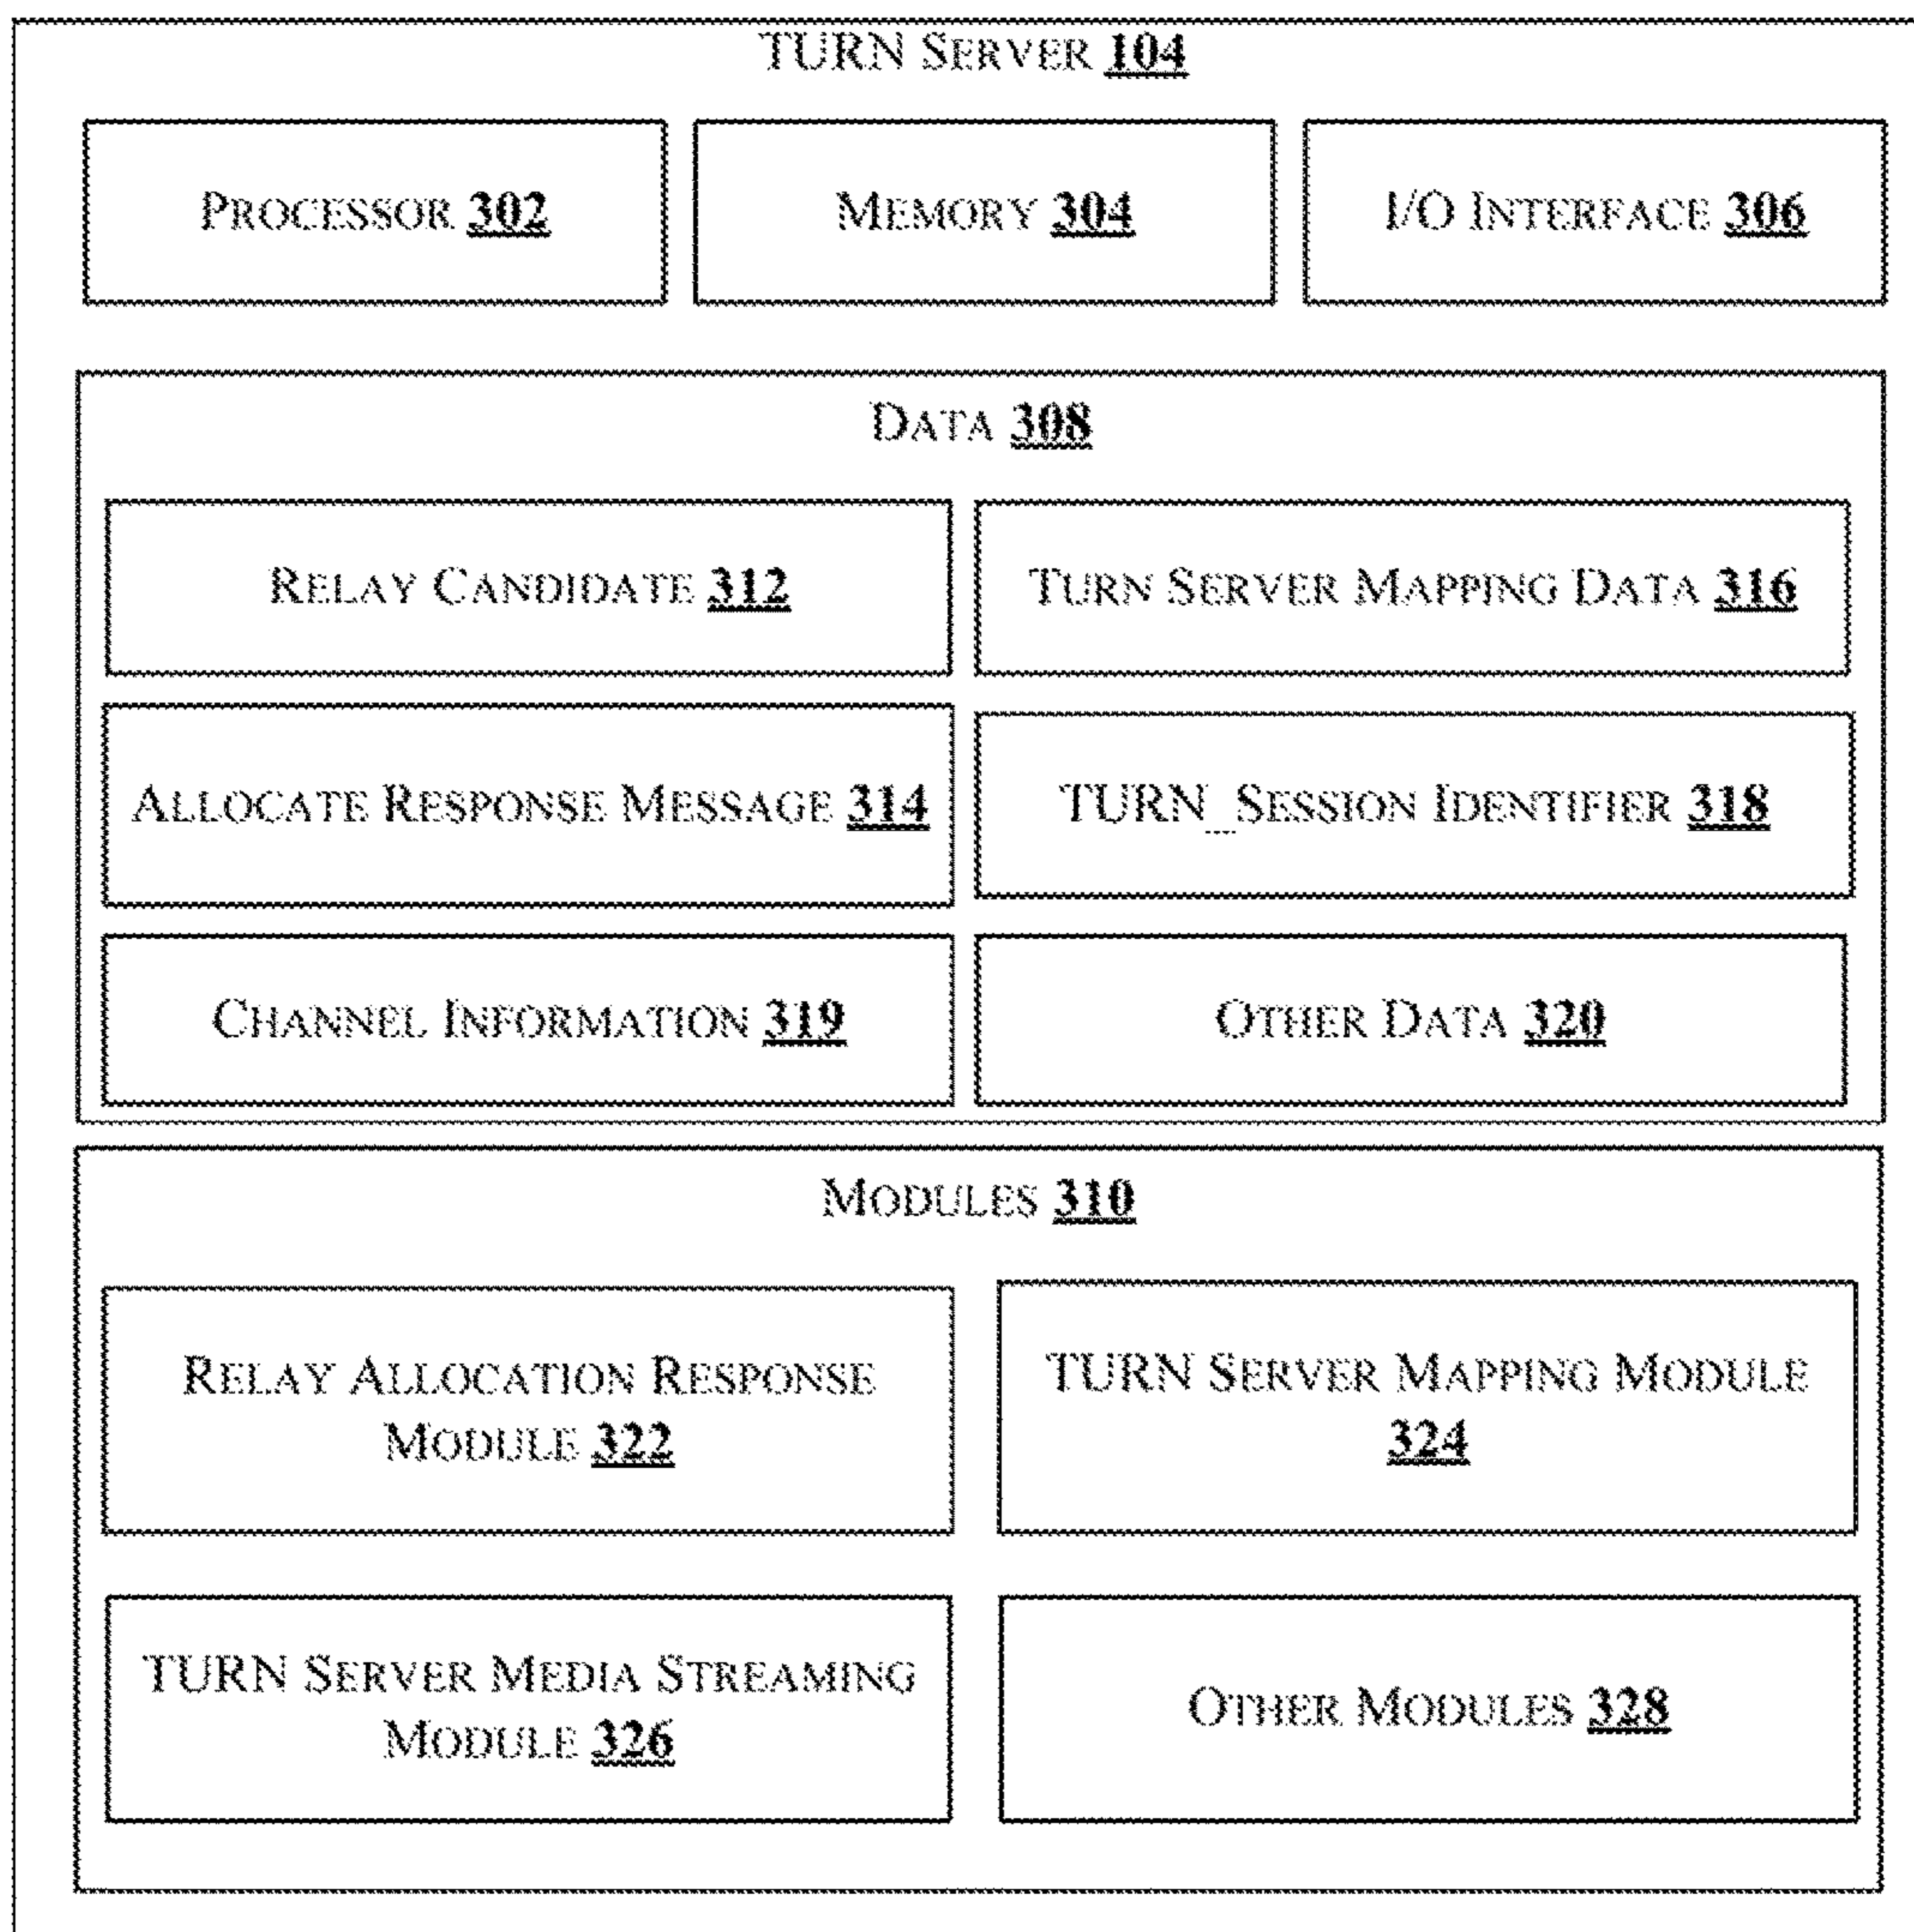 TURN SERVER 104
PROCESSOR 302
MEMORY 304
I/O INTERFACE 306
DATA 308
RELAY CANDIDATE 312
TURN SERVER MAPPING DATA 316
ALLOCATE RESPONSE MESSAGE 314
TURN_SESSION IDENTIFIER 318
CHANNEL INFORMATION 319
OTHER DATA 320
MODULES 310
RELAY ALLOCATION RESPONSE
MODULE 322
TURN SERVER MAPPING MODULE
324
TURN SERVER MEDIA STREAMING
MODULE 326
OTHER MODULES 328